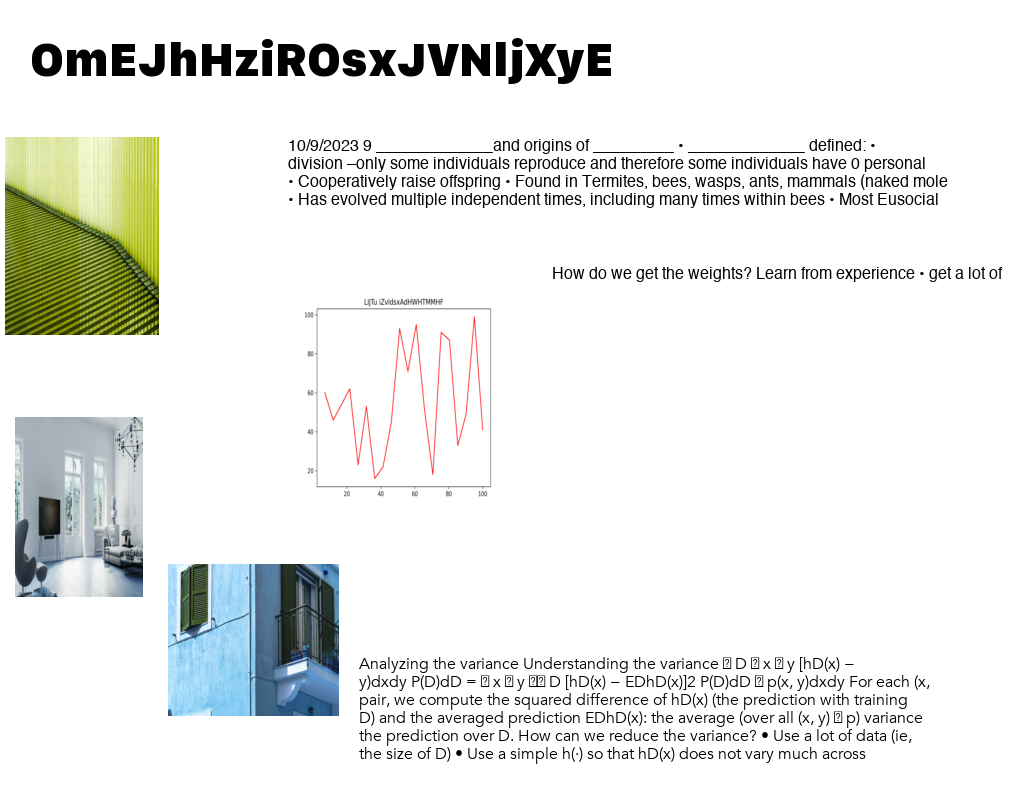 OmEJhHziROsxJVNljXyE
10/9/2023 9 _____________and origins of _________ • _____________ defined: •
division –only some individuals reproduce and therefore some individuals have 0 personal
• Cooperatively raise offspring • Found in Termites, bees, wasps, ants, mammals (naked mole
• Has evolved multiple independent times, including many times within bees • Most Eusocial
How do we get the weights? Learn from experience • get a lot of
100
80
60
40
20
20 40 60 80 100
Analyzing the variance Understanding the variance � D � x � y [hD(x) −
y)dxdy P(D)dD = � x � y �� D [hD(x) − EDhD(x)]2 P(D)dD � p(x, y)dxdy For each (x,
pair, we compute the squared difference of hD(x) (the prediction with training
D) and the averaged prediction EDhD(x): the average (over all (x, y) � p) variance
the prediction over D. How can we reduce the variance? • Use a lot of data (ie,
the size of D) • Use a simple h(·) so that hD(x) does not vary much across